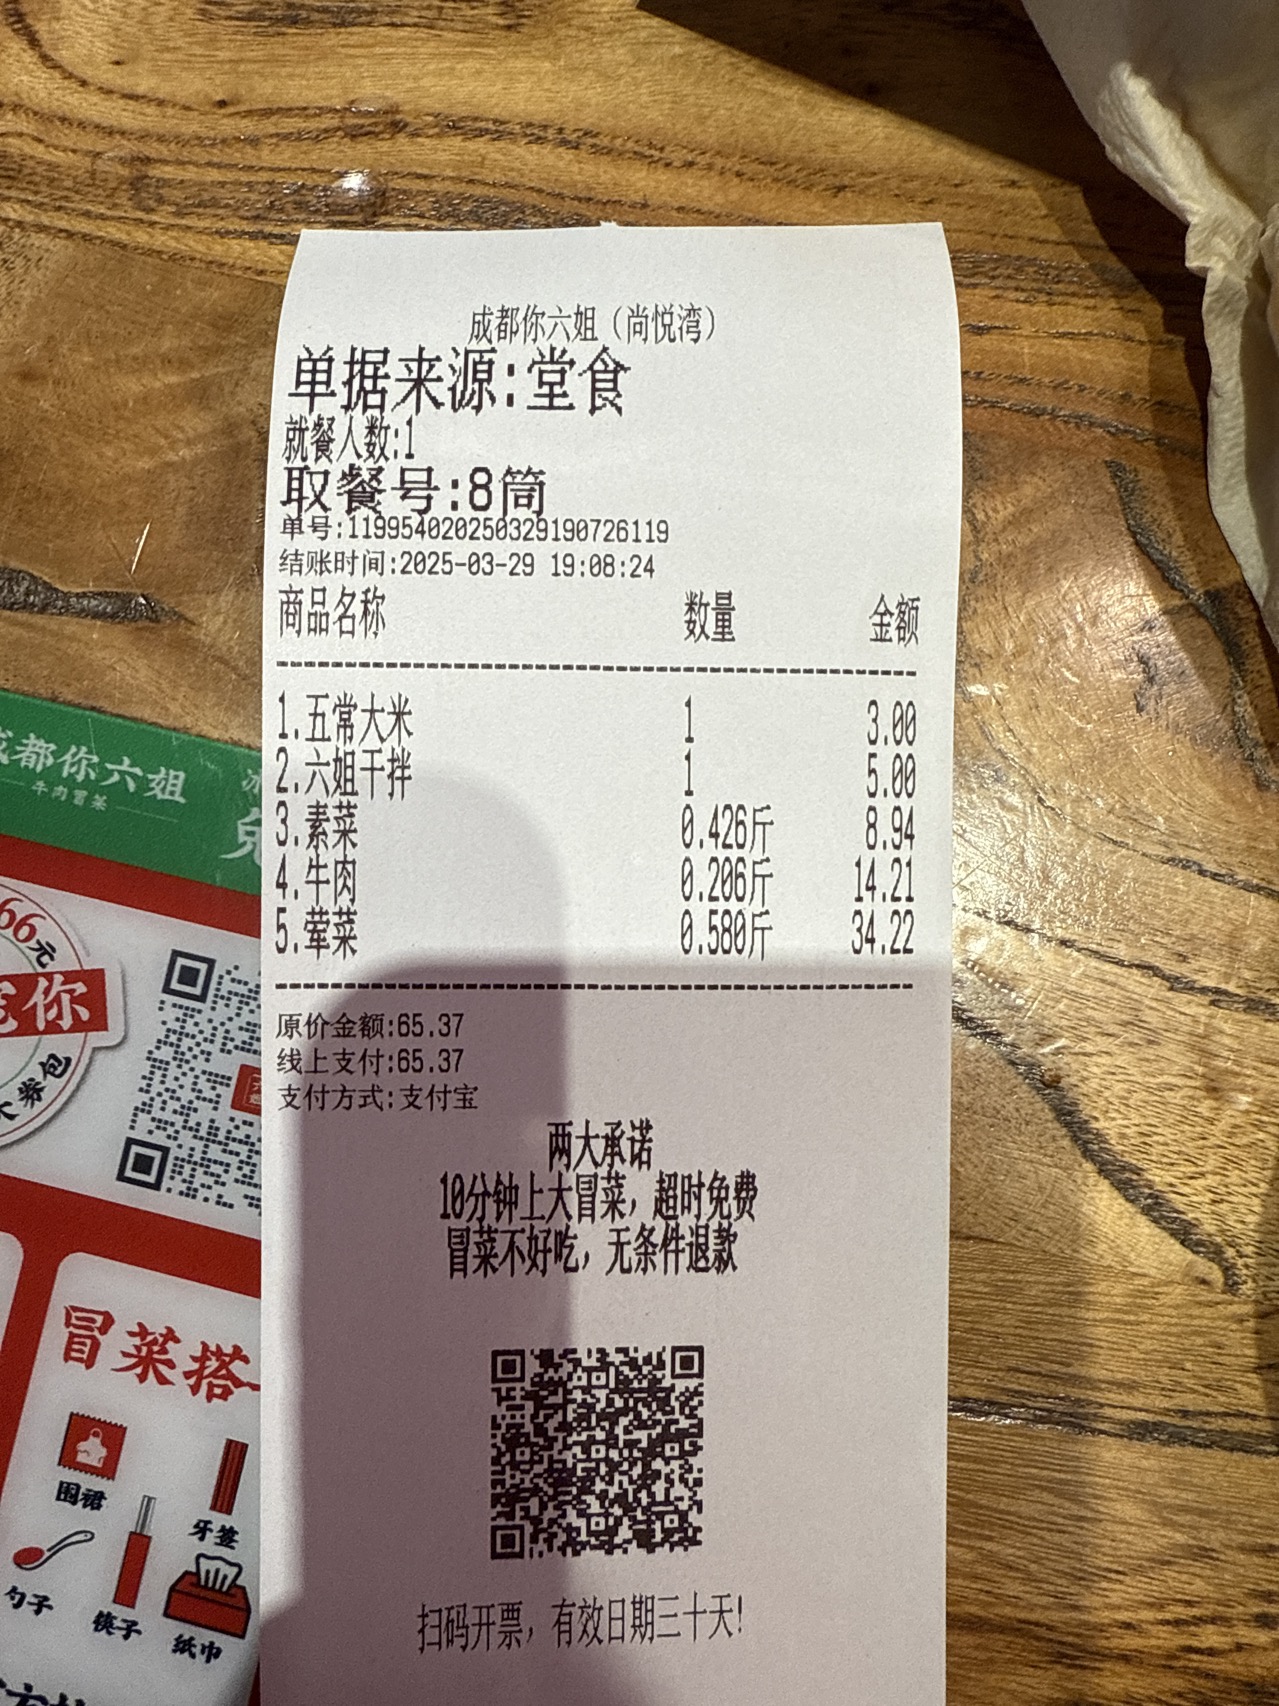 成都你六姐（尚悦湾）
单据来源:堂食
就餐人数:1
取餐号:8筒
单号:119954020250329190726119
结账时间:2025-03-29 19:08:24
商品名称 数量 金额
1.五常大米 1 3.00
2.六姐干拌 1 5.00
3.素菜 0.426斤 8.94
4.牛肉 0.206斤 14.21
5.荤菜 0.580斤 34.22
原价金额:65.37
线上支付:65.37
支付方式:支付宝
两大承诺
10分钟上大冒菜，超时免费
冒菜不好吃，无条件退款
扫码开票，有效日期三十天!
都你六姐
牛肉冒菜
66元
你
券包
冒菜搭
围裙
牙签
勺子
筷子
纸巾